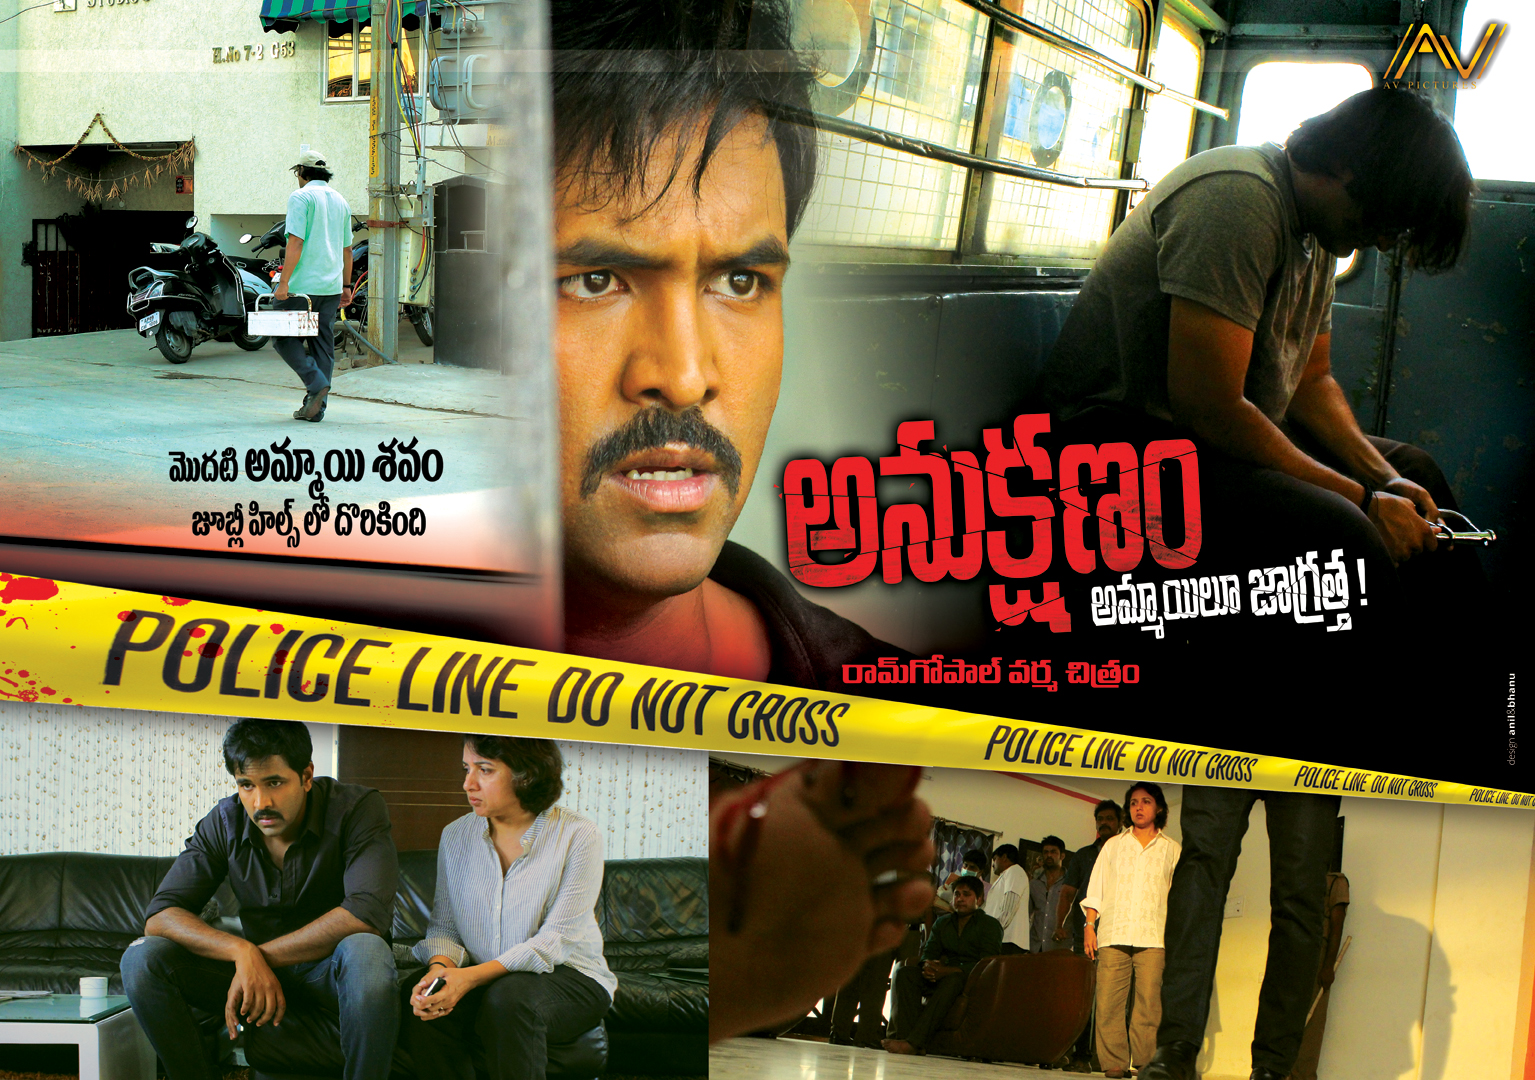 H.No 7-2 G53
AV
AV PICTURES
మొదటి అమ్మాయి శవం
జూబ్లీ హిల్స్ లో దొరికింది
అనుక్షణం
అమ్మాయిలూ జాగ్రత్త !
రామ్‌గోపాల్ వర్మ చిత్రం
POLICE LINE DO NOT CROSS
POLICE LINE DO NOT CROSS
POLICE LINE DO NOT CROSS
POLICE LINE DO NOT
design anil&bhanu